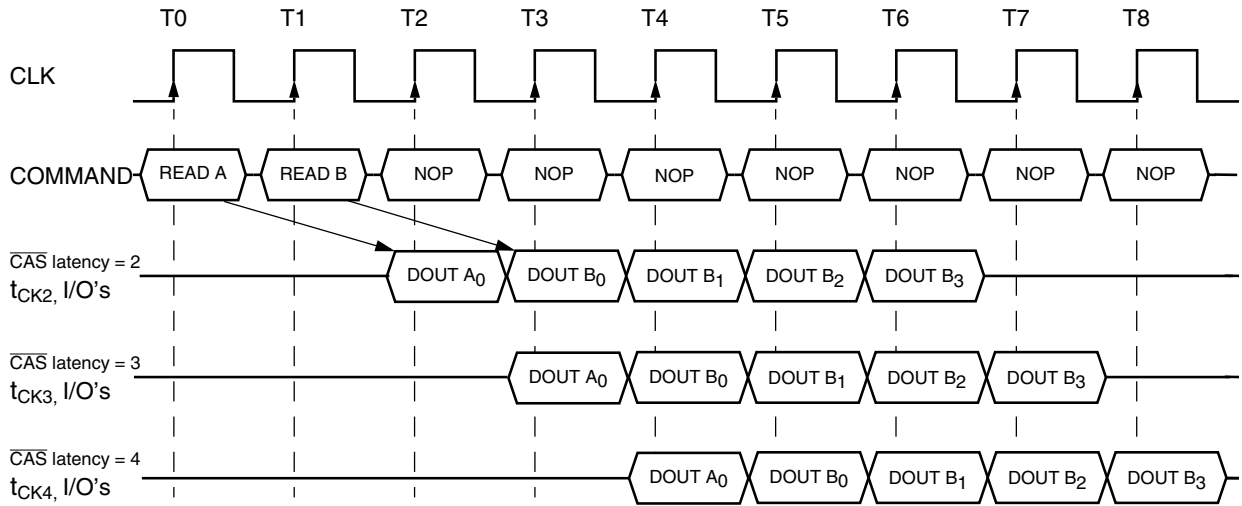 T0 T1 T2 T3 T4 T5 T6 T7 T8
CLK
COMMAND READ A READ B NOP NOP NOP NOP NOP NOP NOP
CAS latency = 2
tCK2, I/O's DOUT A0 DOUT B0 DOUT B1 DOUT B2 DOUT B3
CAS latency = 3
tCK3, I/O's DOUT A0 DOUT B0 DOUT B1 DOUT B2 DOUT B3
CAS latency = 4
tCK4, I/O's DOUT A0 DOUT B0 DOUT B1 DOUT B2 DOUT B3